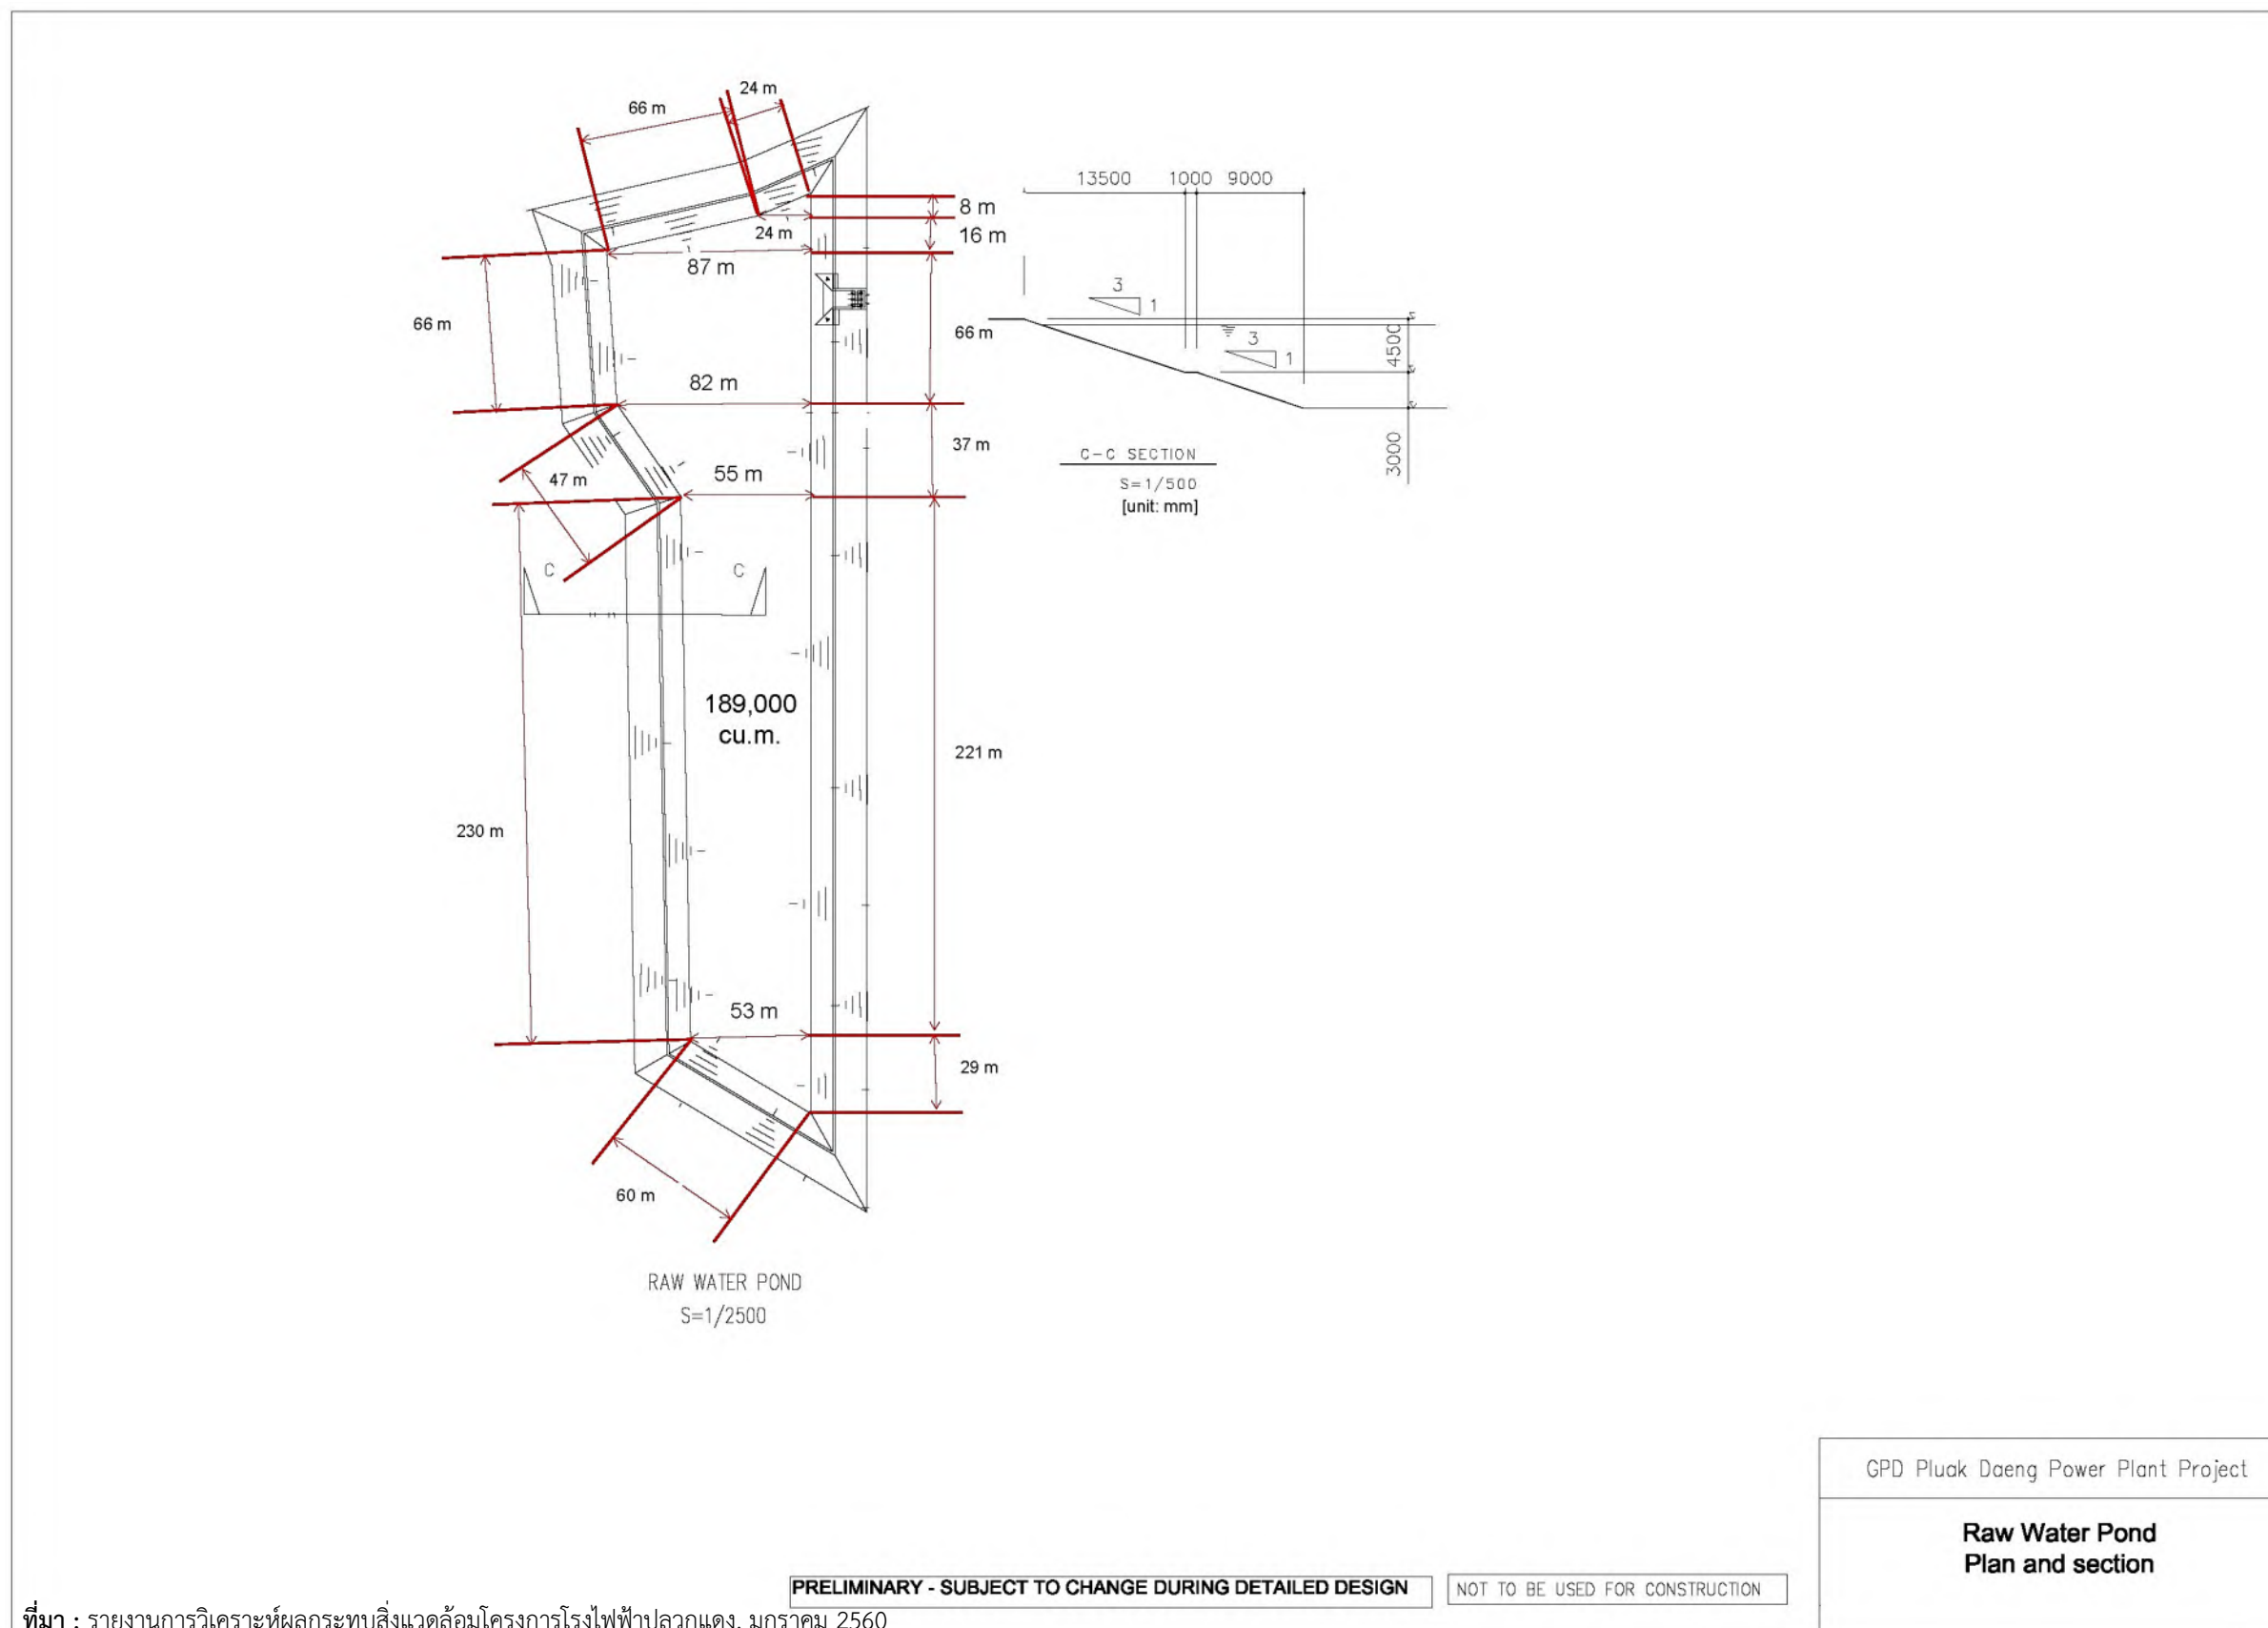 24 m
66 m
8 m
24 m
16 m
87 m
66 m
66 m
82 m
37 m
47 m
55 m
C
C
189,000
cu.m.
221 m
230 m
53 m
29 m
60 m
RAW WATER POND
S=1/2500
13500
1000
9000
3
1
3
1
4500
3000
C-C SECTION
S=1/500
[unit: mm]
GPD Pluak Daeng Power Plant Project
Raw Water Pond
Plan and section
PRELIMINARY - SUBJECT TO CHANGE DURING DETAILED DESIGN
NOT TO BE USED FOR CONSTRUCTION
ที่มา : รายงานการวิเคราะห์ผลกระทบสิ่งแวดล้อมโครงการโรงไฟฟ้าปลวกแดง, มกราคม 2560